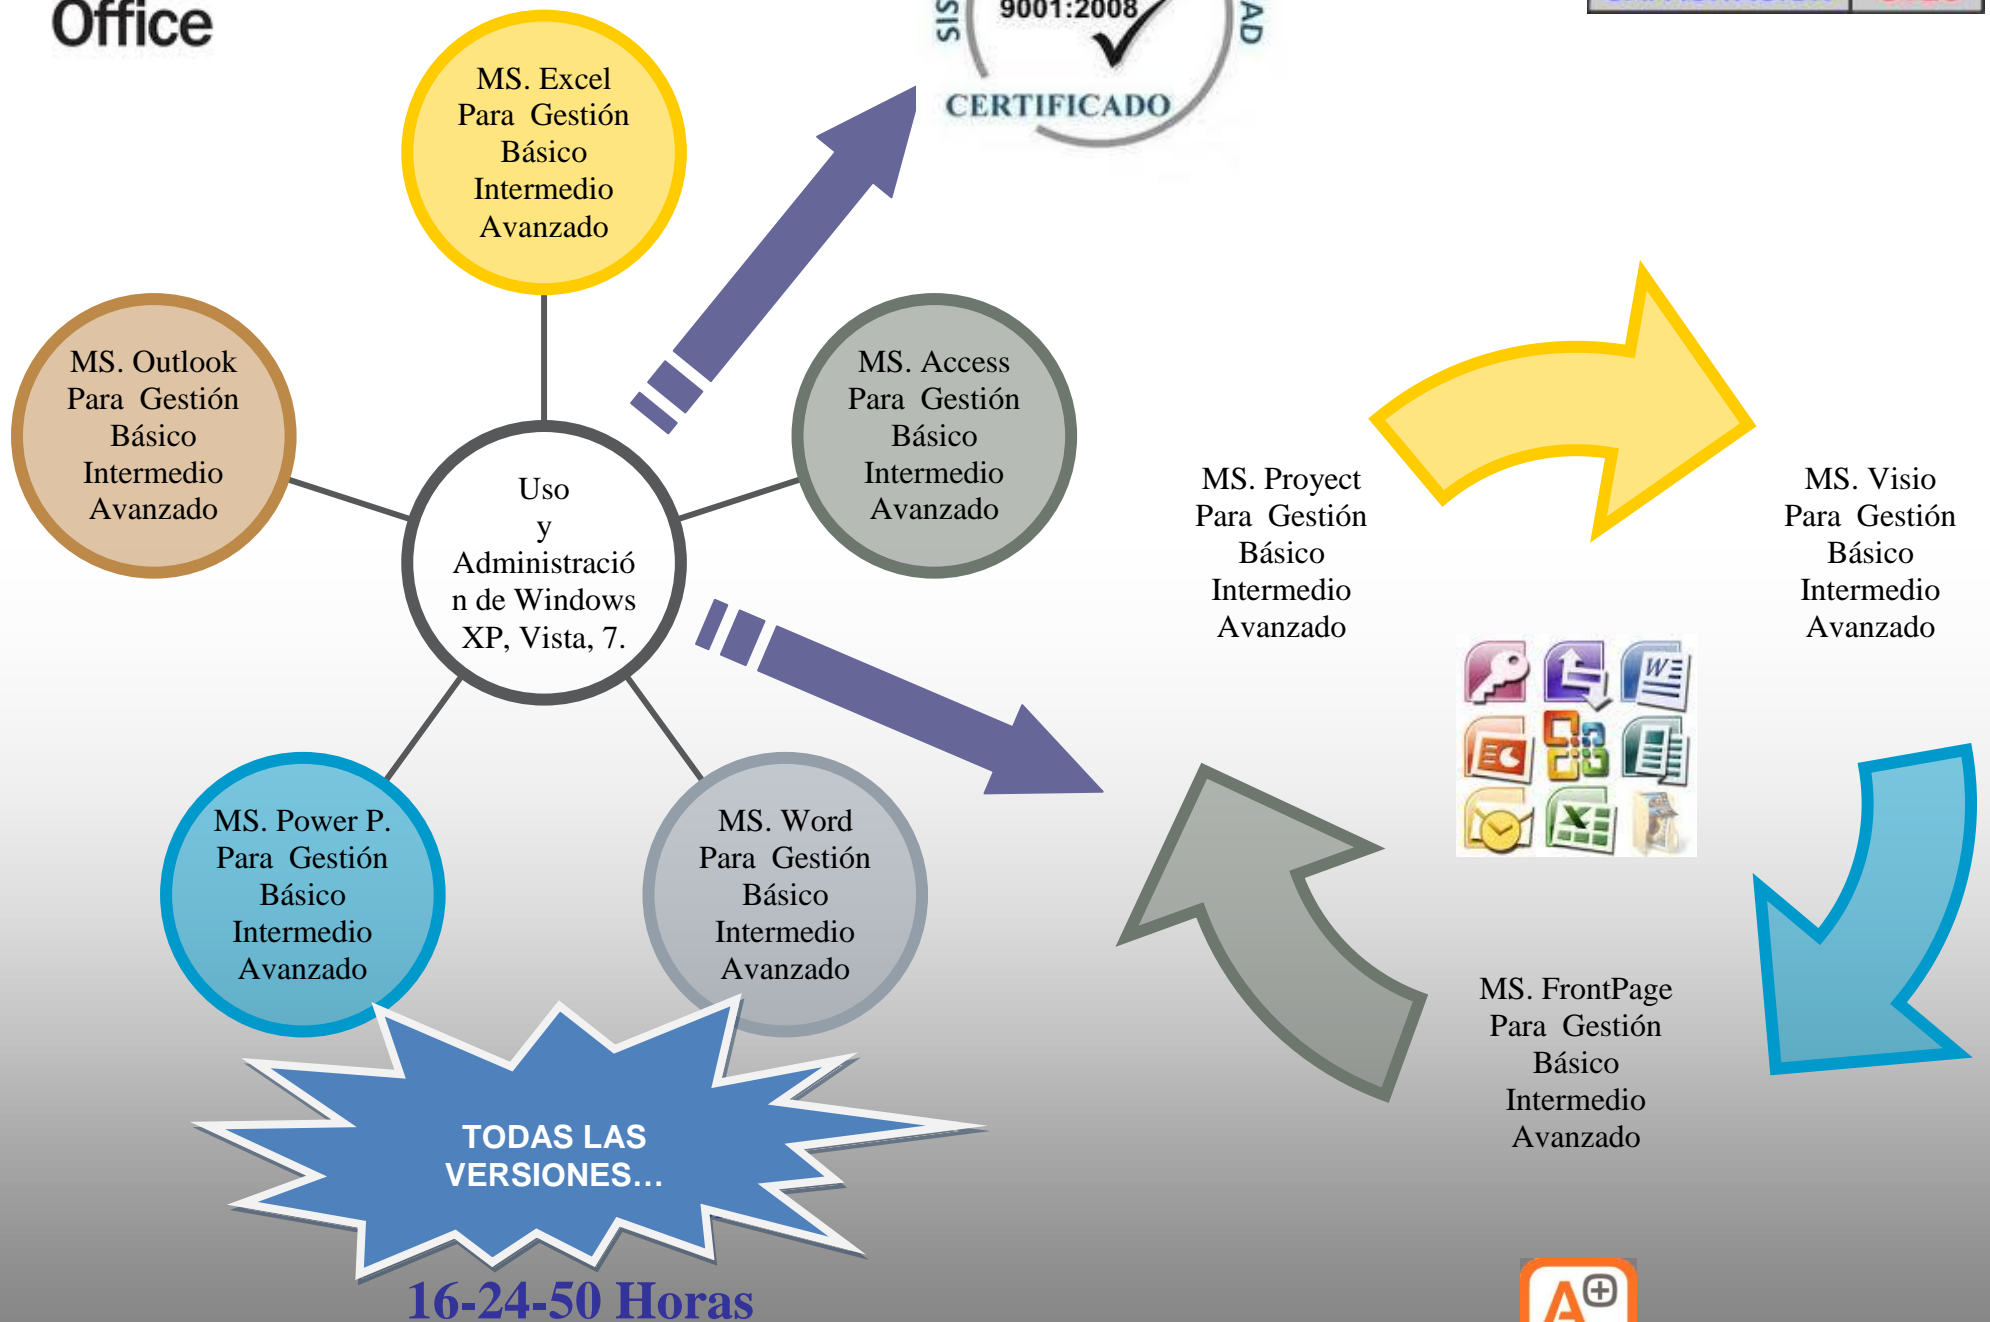 Office
9001:2008
CERTIFICADO
MS. Excel
Para Gestión
Básico
Intermedio
Avanzado
MS. Outlook
Para Gestión
Básico
Intermedio
Avanzado
MS. Access
Para Gestión
Básico
Intermedio
Avanzado
Uso
y
Administració
n de Windows
XP, Vista, 7.
MS. Power P.
Para Gestión
Básico
Intermedio
Avanzado
MS. Word
Para Gestión
Básico
Intermedio
Avanzado
MS. Proyect
Para Gestión
Básico
Intermedio
Avanzado
MS. Visio
Para Gestión
Básico
Intermedio
Avanzado
MS. FrontPage
Para Gestión
Básico
Intermedio
Avanzado
TODAS LAS
VERSIONES…
16-24-50 Horas